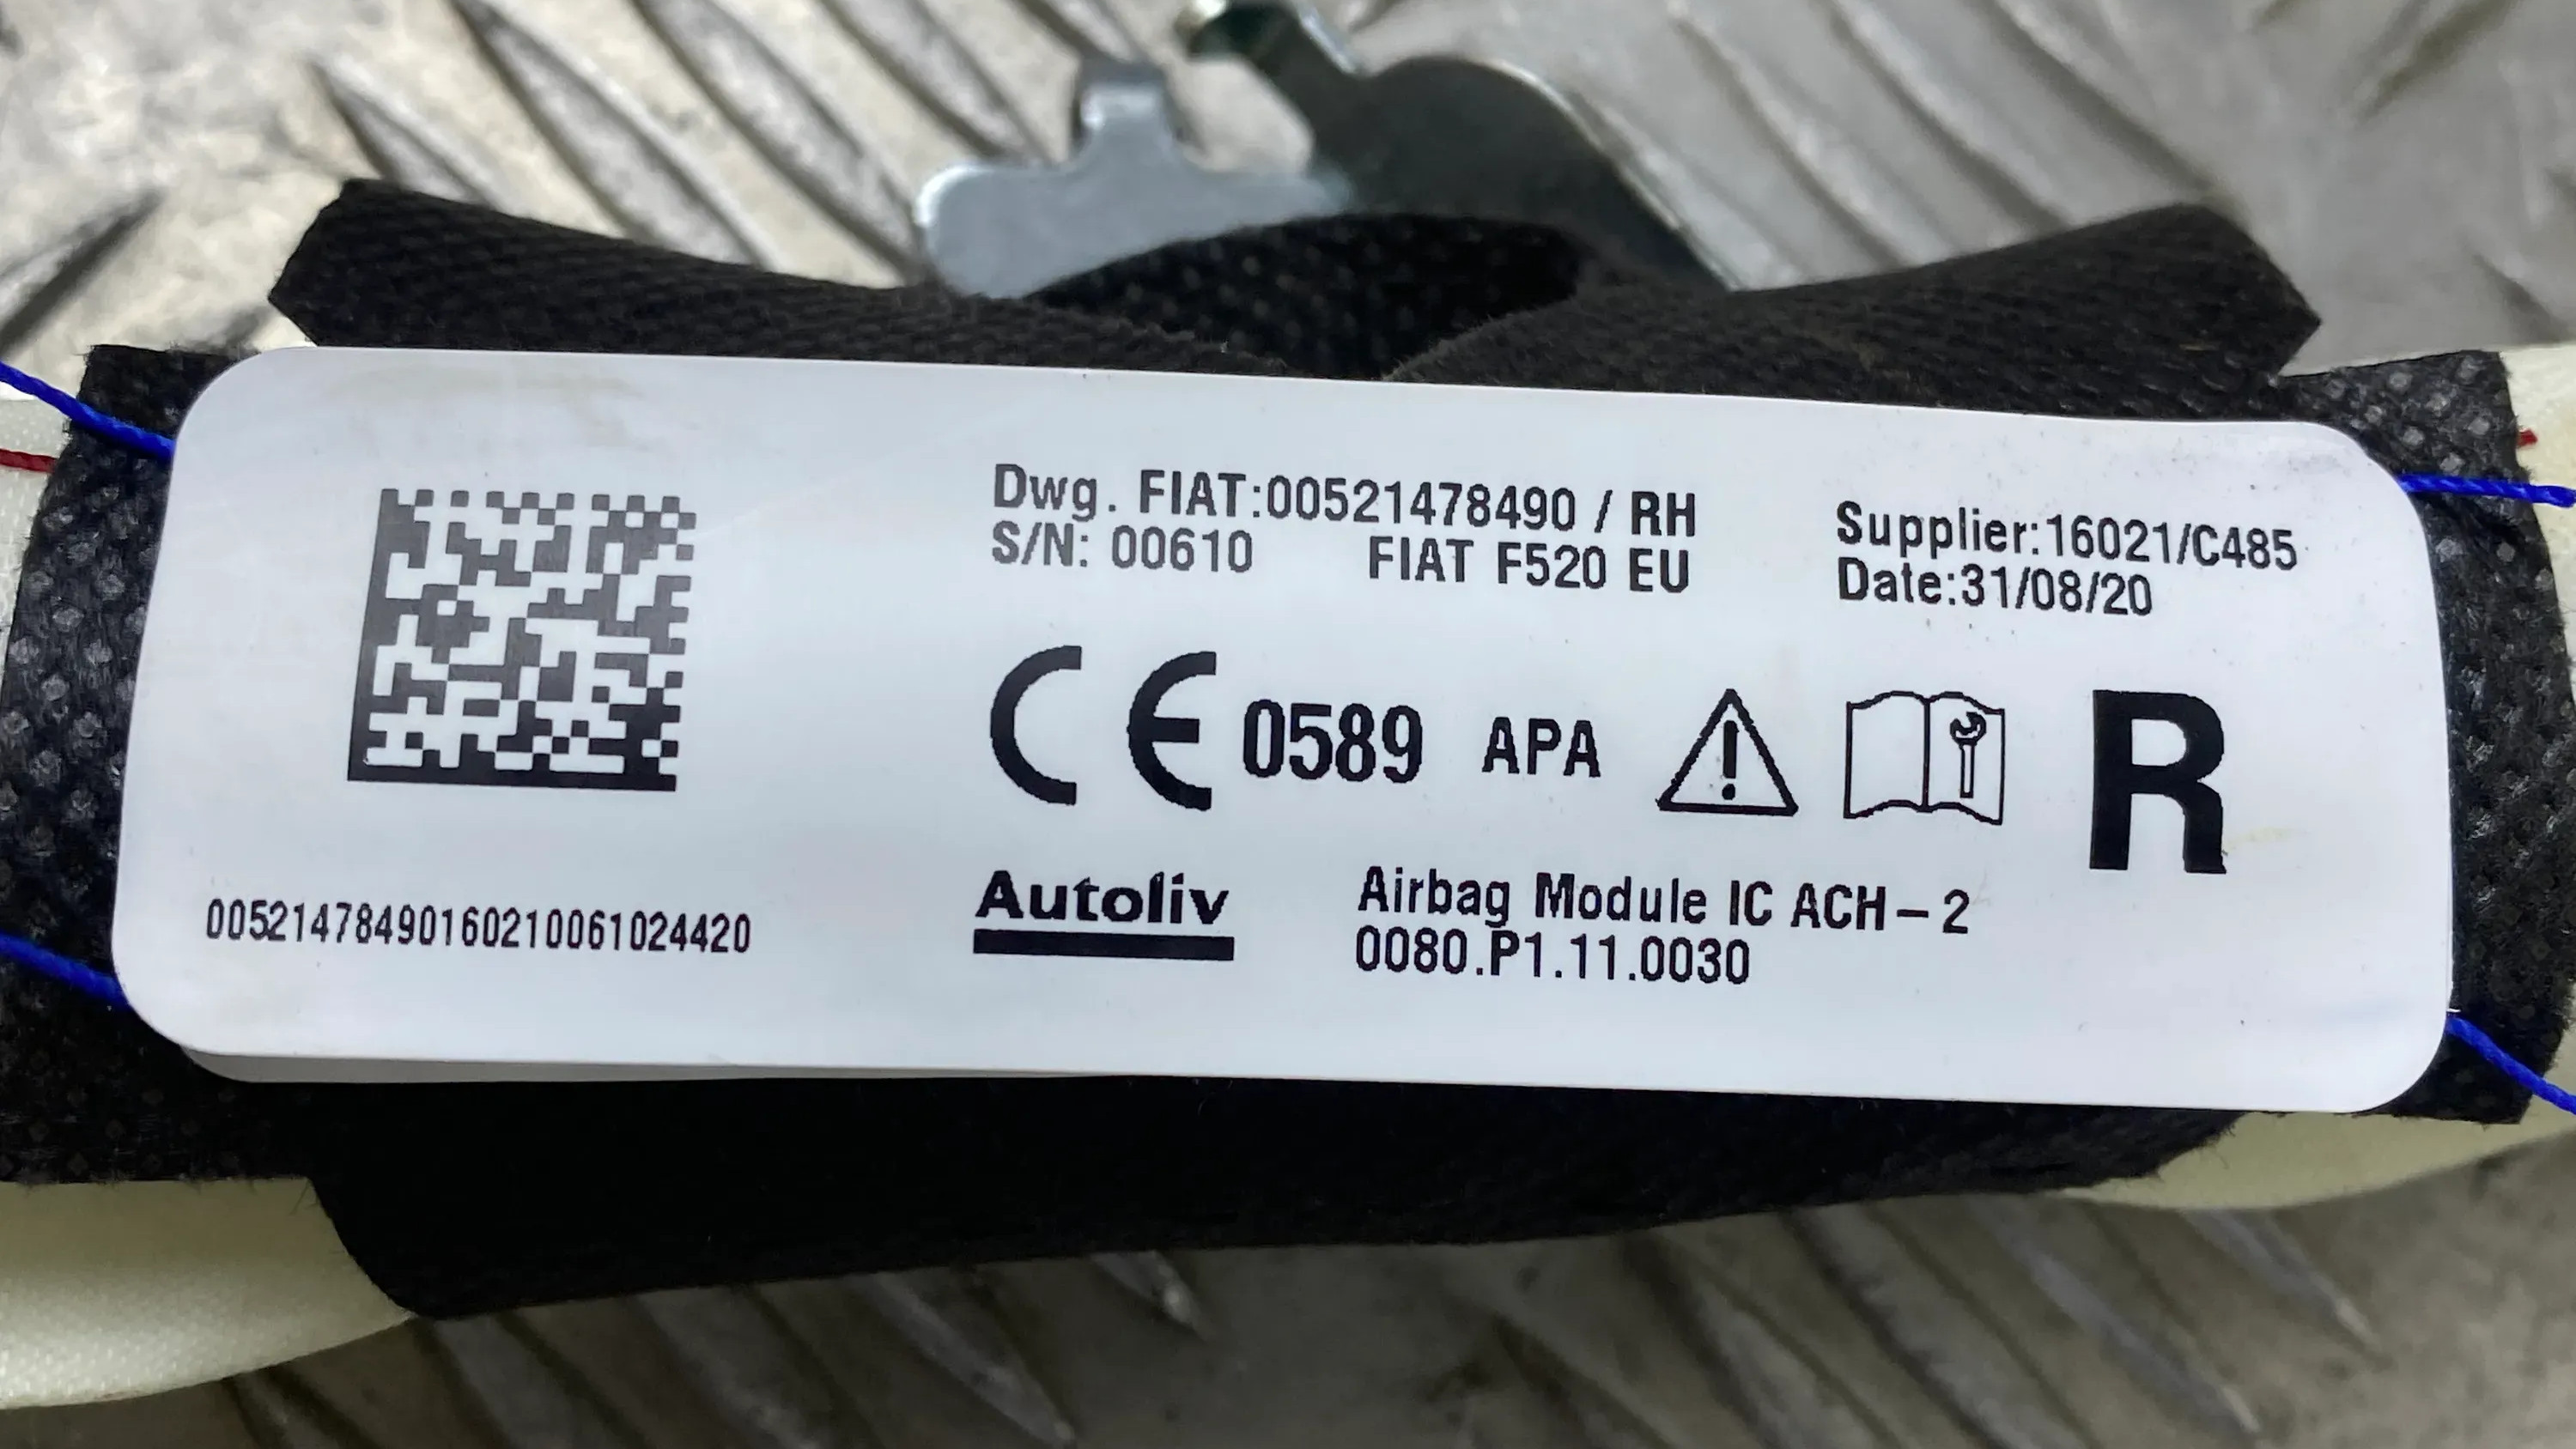 Dwg. FIAT:00521478490 / RH
S/N: 00610 FIAT F520 EU
Supplier:16021/C485
Date:31/08/20
CE 0589 APA R
Autoliv
Airbag Module IC ACH-2
0080.P1.11.0030
00521478490160210061024420